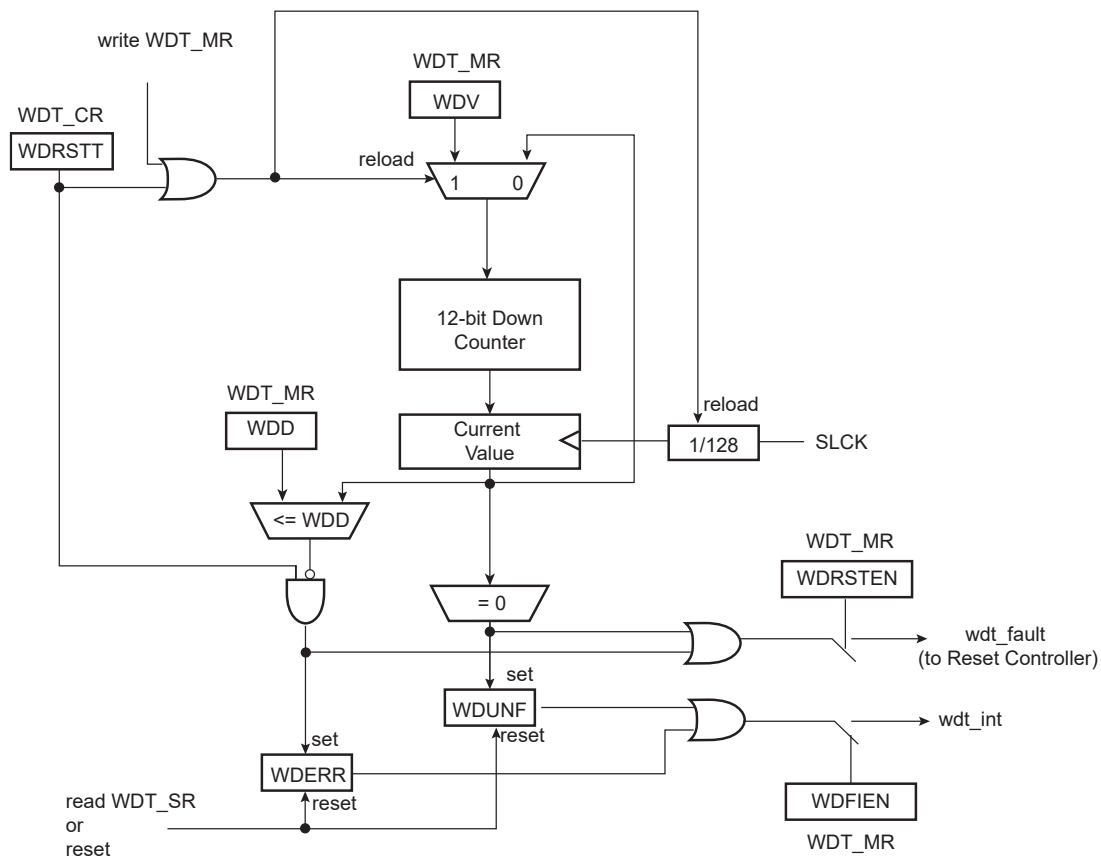 write WDT_MR
WDT_MR
WDV
WDT_CR
WDRSTT
reload
1 0
12-bit Down
Counter
WDT_MR
WDD
reload
Current
Value
1/128
SLCK
<= WDD
WDT_MR
WDRSTEN
= 0
wdt_fault
(to Reset Controller)
set
WDUNF
reset
wdt_int
set
WDERR
reset
WDFIEN
WDT_MR
read WDT_SR
or
reset